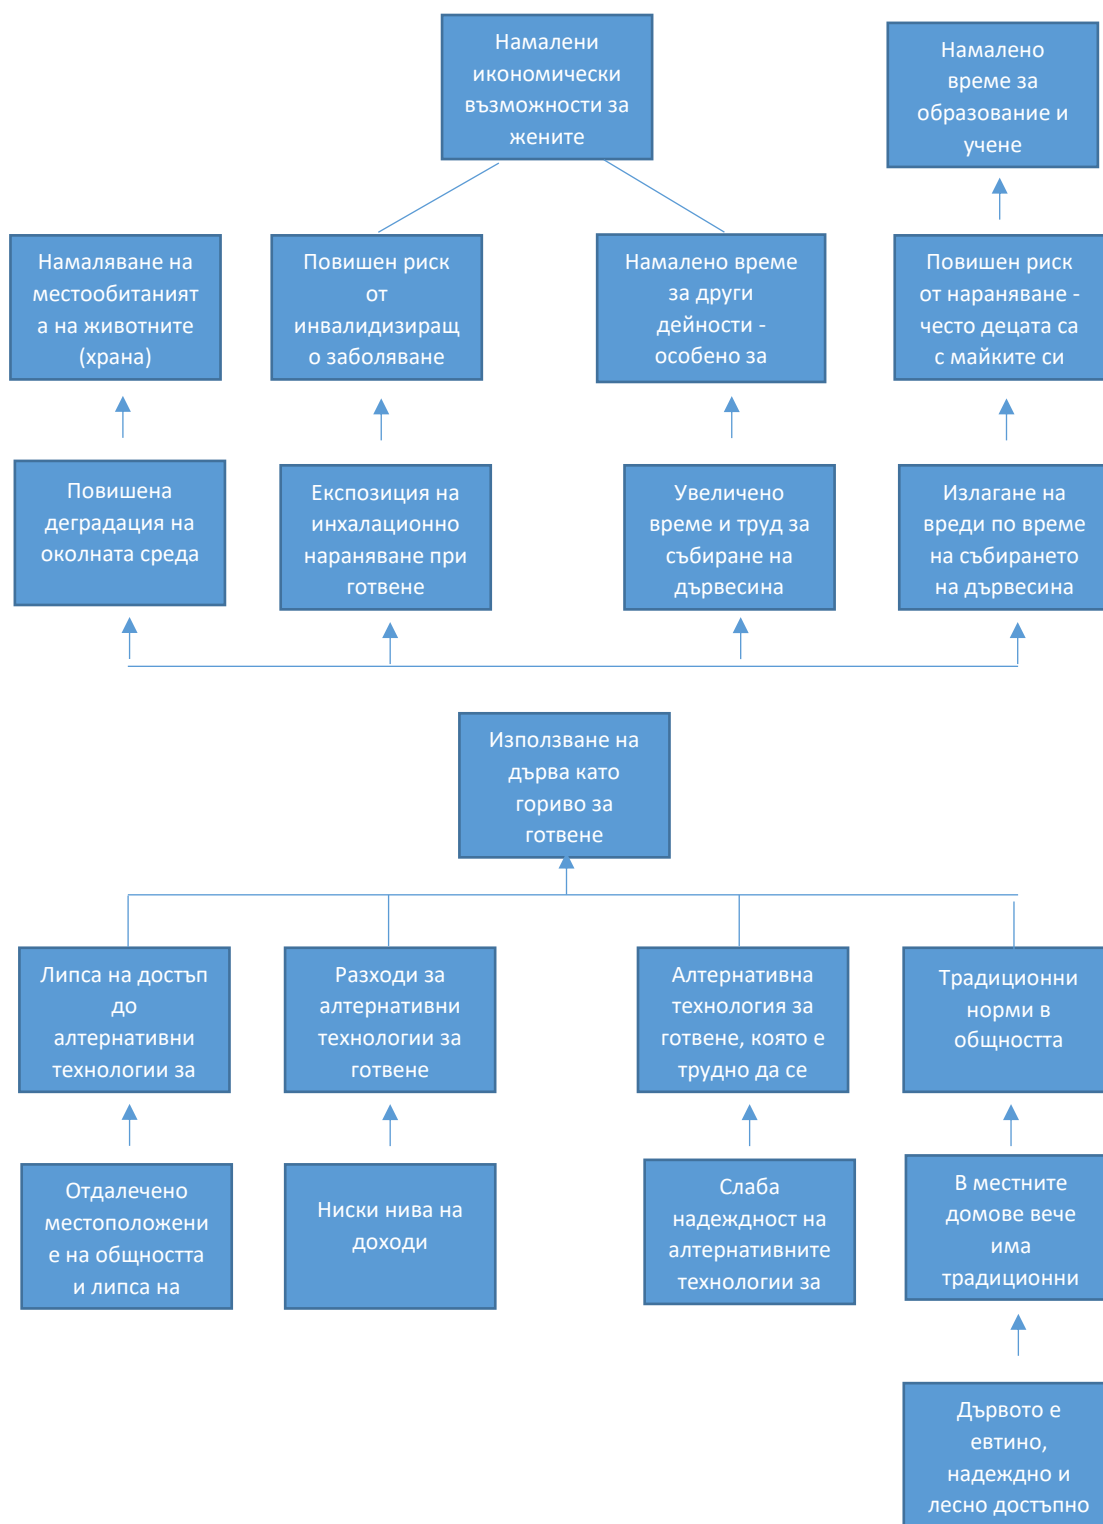 Намалени
икономически
възможности за
жените
Намалено
време за
образование и
учене
Намаляване на
местообитаният
а на животните
(храна)
Повишен риск
от
инвалидизиращ
о заболяване
Намалено време
за други
дейности -
особено за
Повишен риск
от нараняване -
често децата са
с майките си
Повишена
деградация на
околната среда
Експозиция на
инхалационно
нараняване при
готвене
Увеличено
време и труд за
събиране на
дървесина
Излагане на
вреди по време
на събирането
на дървесина
Използване на
дърва като
гориво за
готвене
Липса на достъп
до
алтернативни
технологии за
Разходи за
алтернативни
технологии за
готвене
Алтернативна
технология за
готвене, която е
трудно да се
Традиционни
норми в
общността
Отдалечено
местоположени
е на общността
и липса на
Ниски нива на
доходи
Слаба
надеждност на
алтернативните
технологии за
В местните
домове вече
има
традиционни
Дървото е
евтино,
надеждно и
лесно достъпно